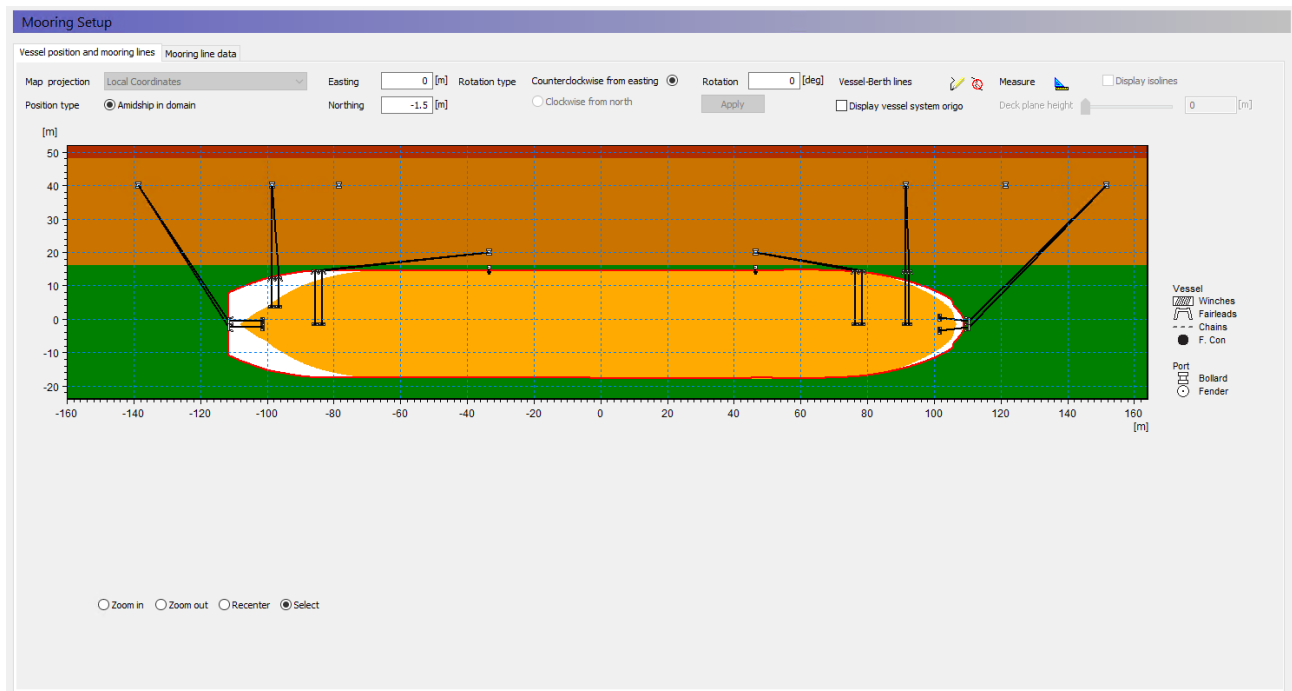 Mooring Setup
Vessel position and mooring lines Mooring line data
Map projection Local Coordinates Easting 0 [m] Rotation type Counterclockwise from easting Rotation 0 [deg] Vessel-Berth lines Measure Display isolines
Position type Amidship in domain Northing -1.5 [m] Clockwise from north Apply Display vessel system origo Deck plane height 0 [m]
[m]
50
40
30
20
10
0
-10
-20
-160 -140 -120 -100 -80 -60 -40 -20 0 20 40 60 80 100 120 140 160
[m]
Vessel
Winches
Fairleads
Chains
F. Con
Port
Bollard
Fender
Zoom in Zoom out Recenter Select